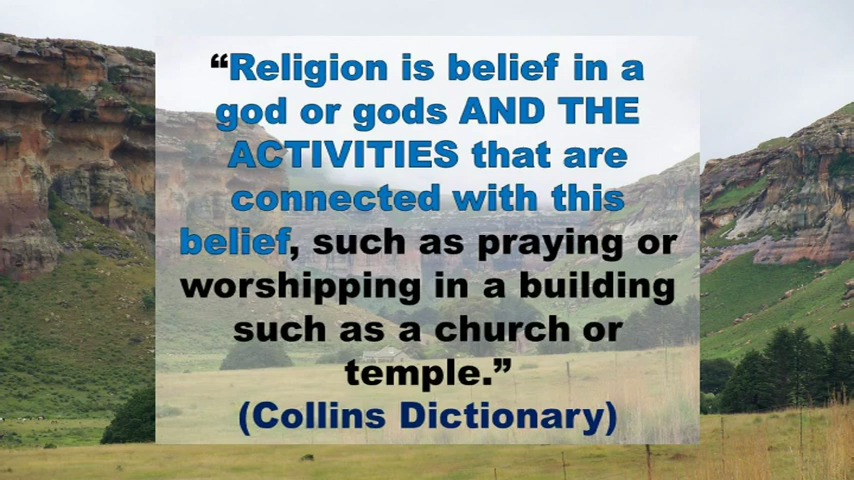 “Religion is belief in a
god or gods AND THE
ACTIVITIES that are
connected with this
belief, such as praying or
worshipping in a building
such as a church or
temple.”
(Collins Dictionary)